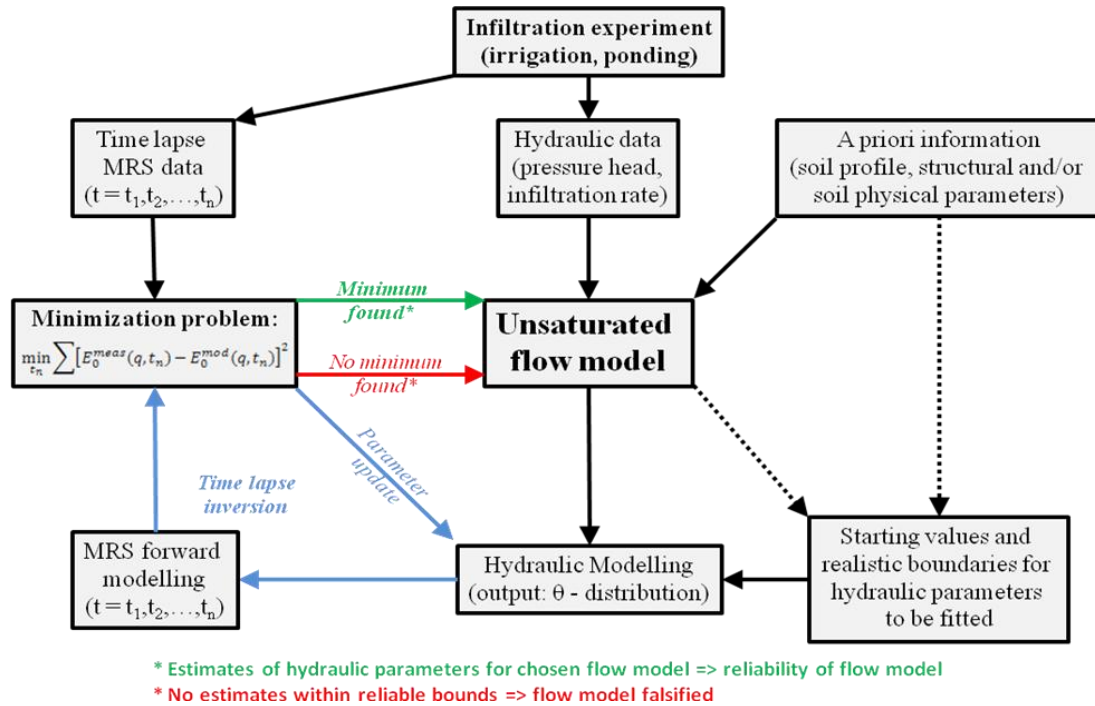 Infiltration experiment
(irrigation, ponding)
Time lapse
MRS data
(t = t₁,t₂,…,tₙ)
Hydraulic data
(pressure head,
infiltration rate)
A priori information
(soil profile, structural and/or
soil physical parameters)
Minimization problem:
min tₙ ∑[E₀ᵐᵉᵃˢ(q,tₙ) − E₀ᵐᵒᵈ(q,tₙ)]²
Minimum
found*
No minimum
found*
Unsaturated
flow model
Parameter
update
Time lapse
inversion
MRS forward
modelling
(t = t₁,t₂,…,tₙ)
Hydraulic Modelling
(output: θ - distribution)
Starting values and
realistic boundaries for
hydraulic parameters
to be fitted
* Estimates of hydraulic parameters for chosen flow model => reliability of flow model
* No estimates within reliable bounds => flow model falsified